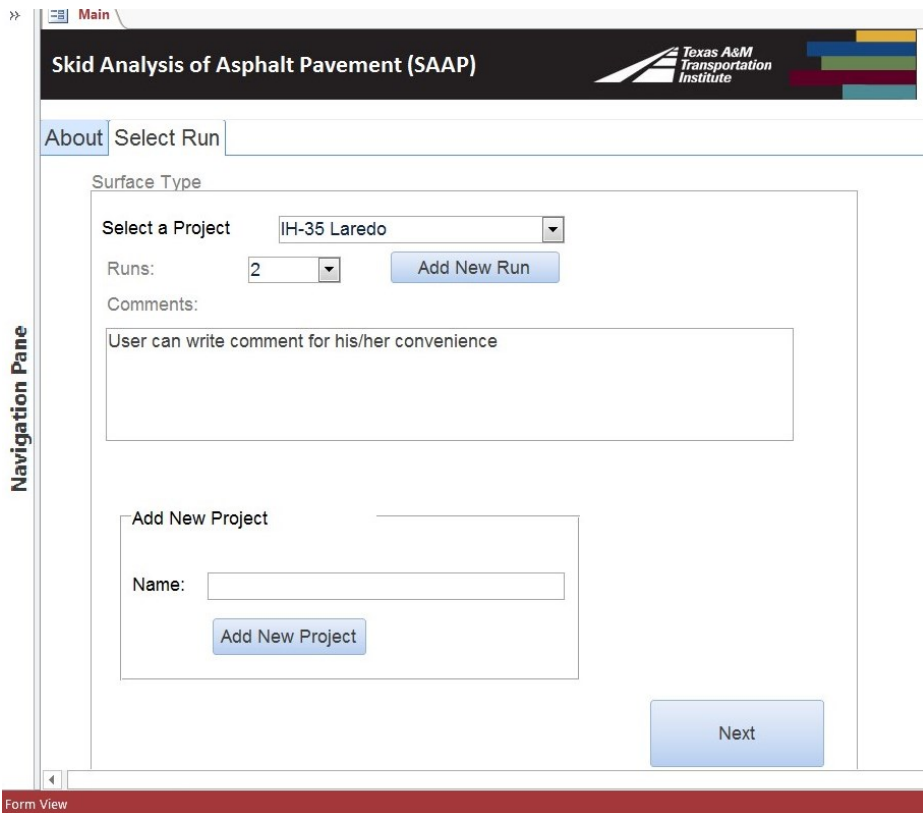 Main
Skid Analysis of Asphalt Pavement (SAAP)
Texas A&M
Transportation
Institute
About
Select Run
Surface Type
Select a Project
IH-35 Laredo
Runs:
2
Add New Run
Comments:
User can write comment for his/her convenience
Navigation Pane
Add New Project
Name:
Add New Project
Next
Form View